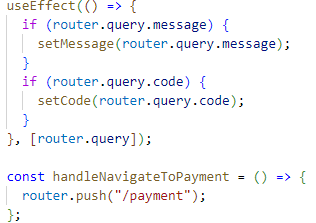 useEffect(() => {
  if (router.query.message) {
    setMessage(router.query.message);
  }
  if (router.query.code) {
    setCode(router.query.code);
  }
}, [router.query]);

const handleNavigateToPayment = () => {
  router.push("/payment");
};